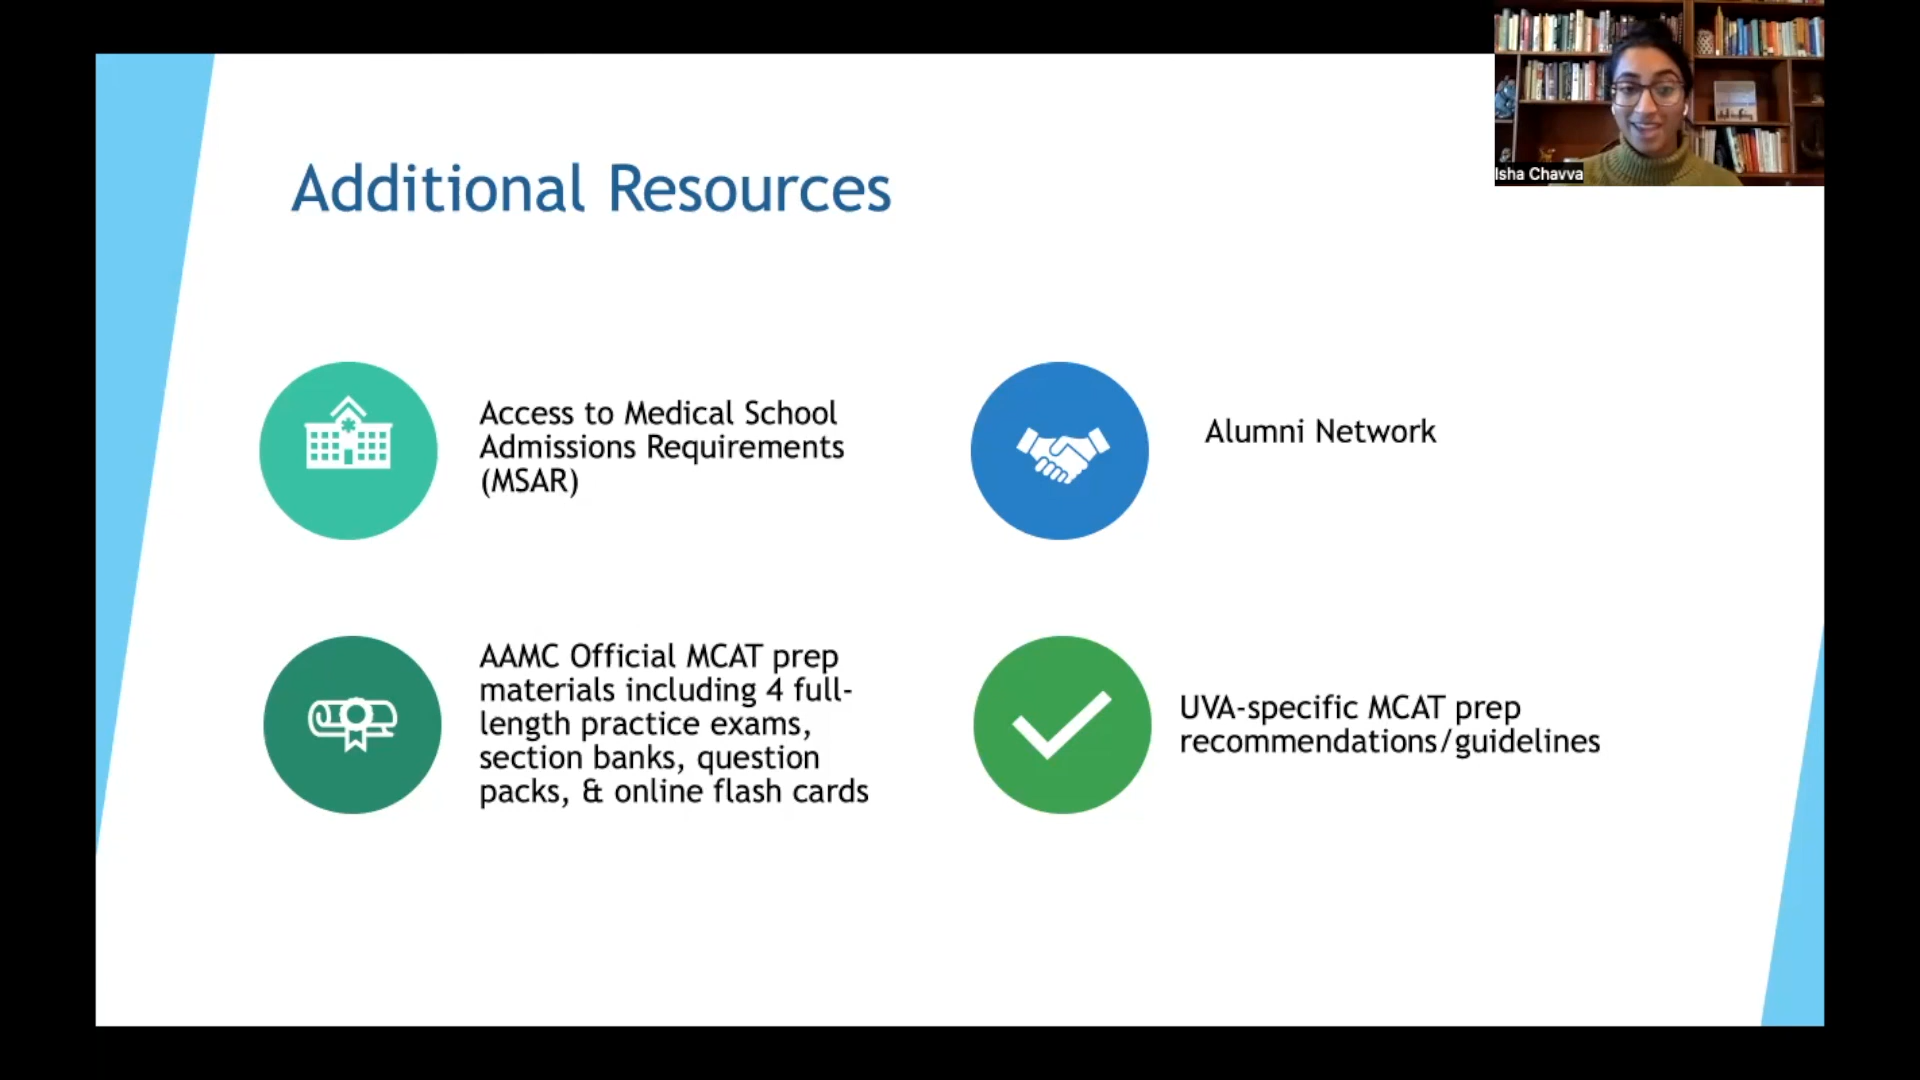 Isha Chavva
Additional Resources
Access to Medical School
Admissions Requirements
(MSAR)
Alumni Network
AAMC Official MCAT prep
materials including 4 full-
length practice exams,
section banks, question
packs, & online flash cards
UVA-specific MCAT prep
recommendations/guidelines